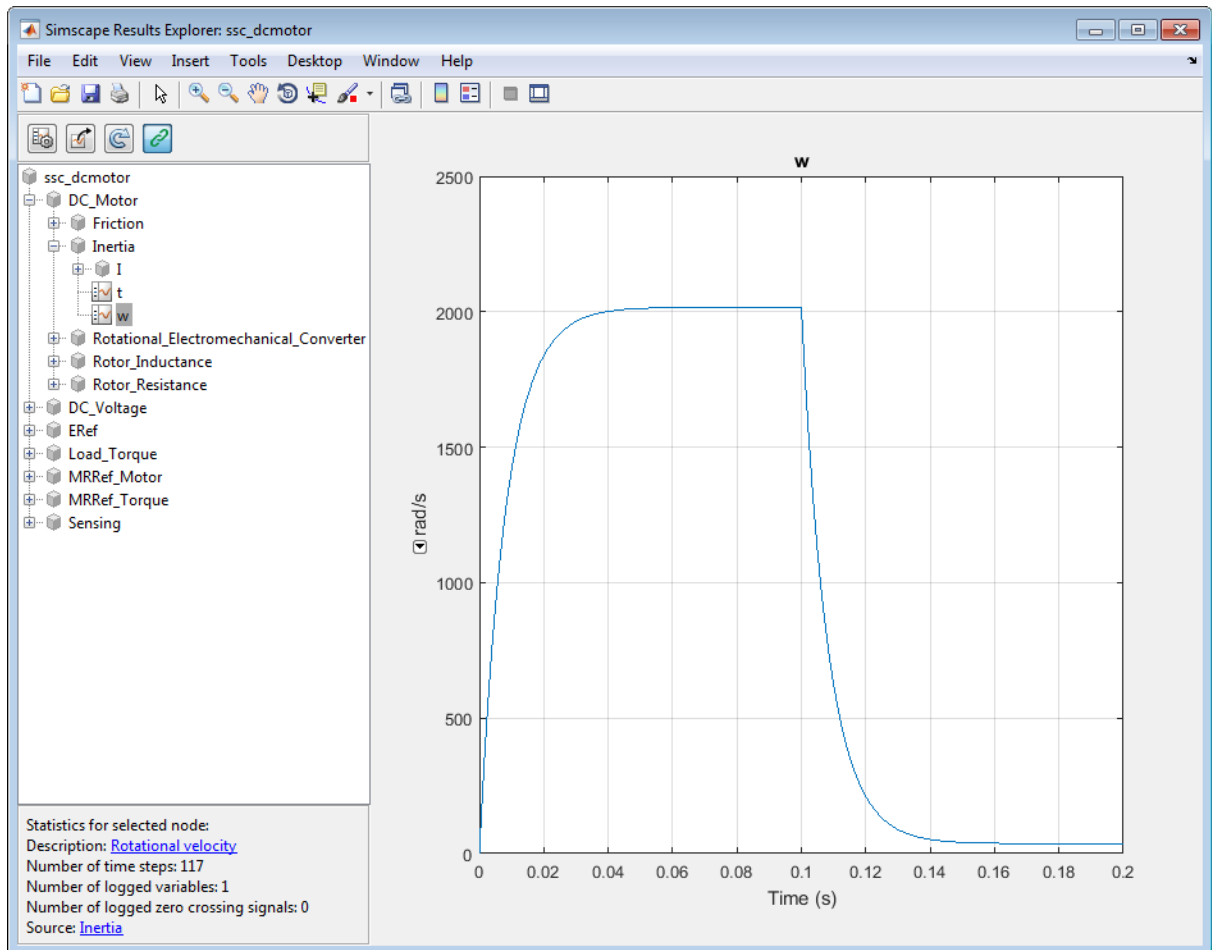 Simscape Results Explorer: ssc_dcmotor
File Edit View Insert Tools Desktop Window Help
ssc_dcmotor
DC_Motor
Friction
Inertia
I
t
w
Rotational_Electromechanical_Converter
Rotor_Inductance
Rotor_Resistance
DC_Voltage
ERef
Load_Torque
MRRef_Motor
MRRef_Torque
Sensing
Statistics for selected node:
Description: Rotational velocity
Number of time steps: 117
Number of logged variables: 1
Number of logged zero crossing signals: 0
Source: Inertia
w
2500
2000
1500
1000
500
0
rad/s
0 0.02 0.04 0.06 0.08 0.1 0.12 0.14 0.16 0.18 0.2
Time (s)